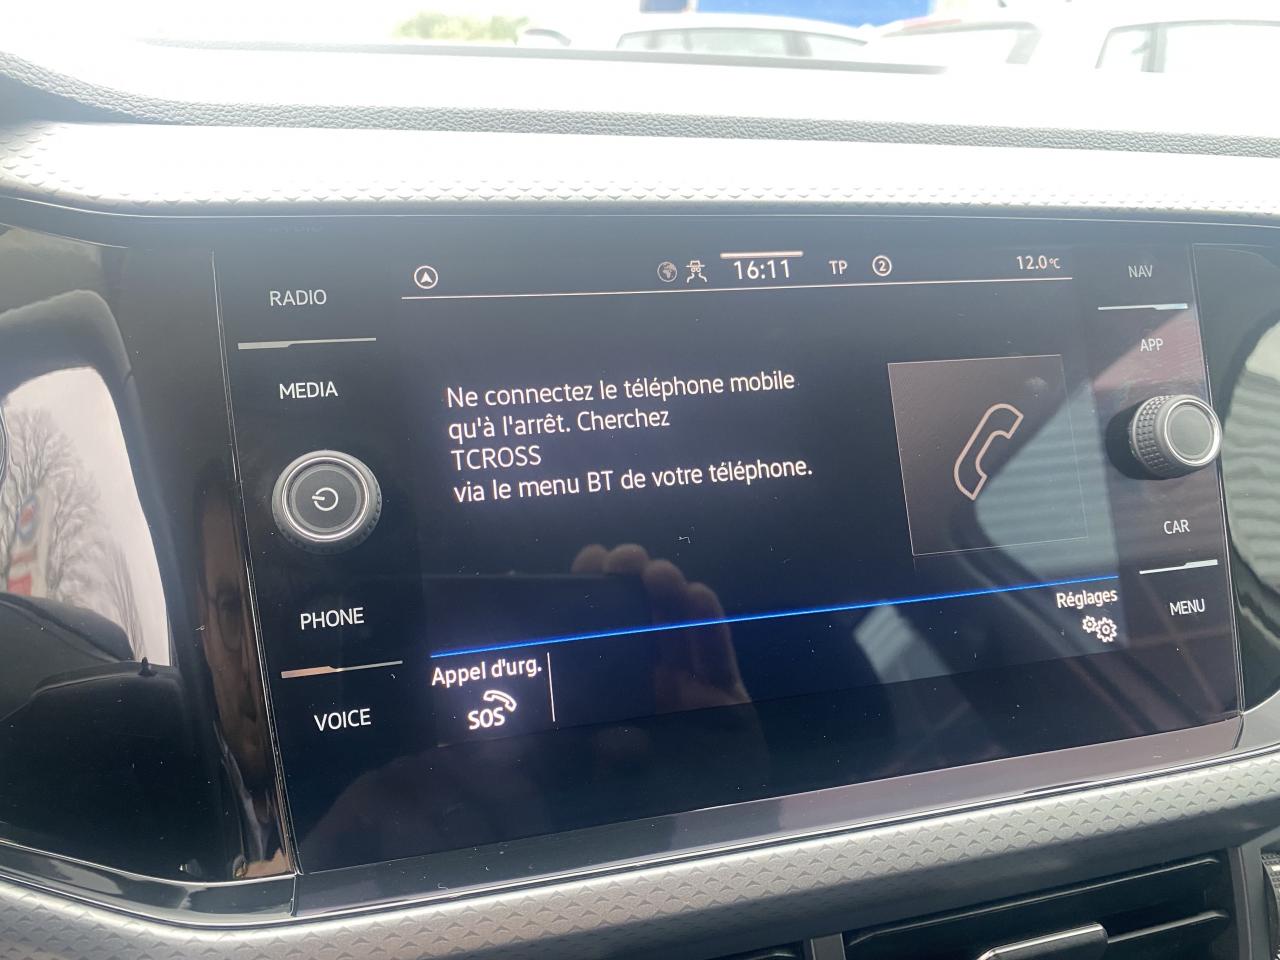 16:11
TP
2
12.0°C
RADIO
MEDIA
PHONE
VOICE
Ne connectez le téléphone mobile
qu'à l'arrêt. Cherchez
TCROSS
via le menu BT de votre téléphone.
Appel d'urg.
SOS
Réglages
NAV
APP
CAR
MENU